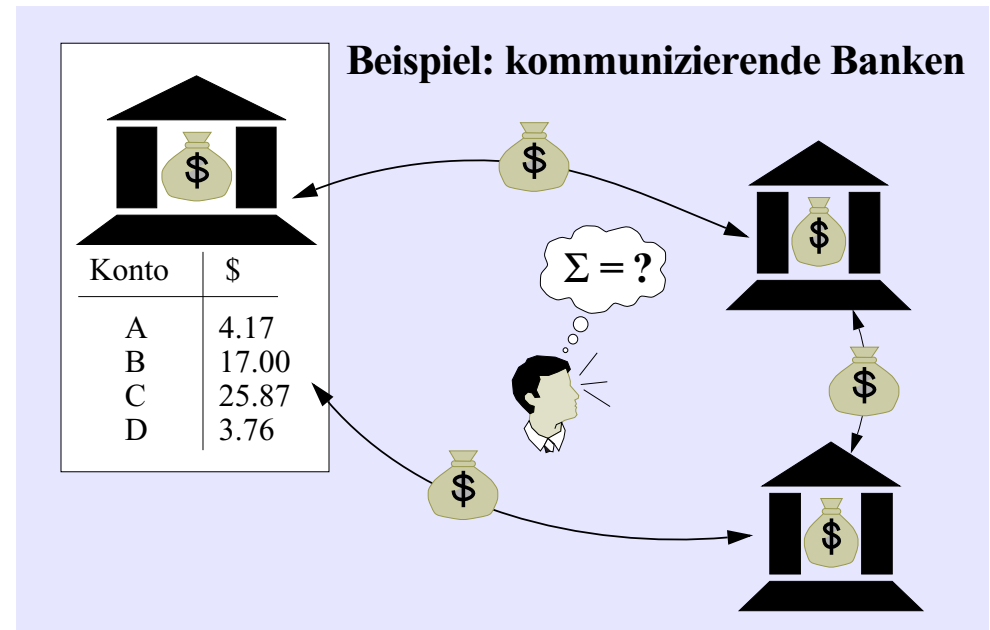 Beispiel: kommunizierende Banken
$
$
$
Σ = ?
Konto $
A 4.17
B 17.00
C 25.87
D 3.76
$
$
$